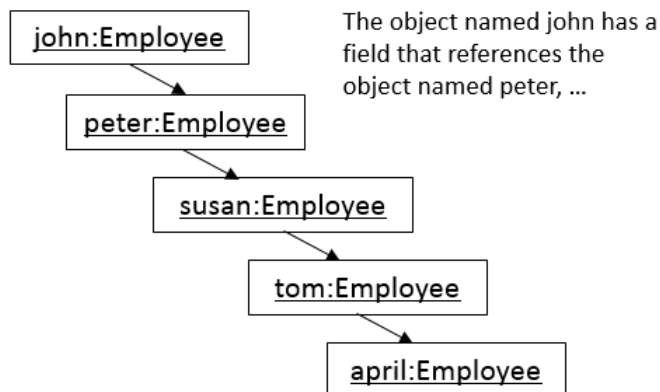 john:Employee
The object named john has a
field that references the
object named peter, ...
peter:Employee
susan:Employee
tom:Employee
april:Employee